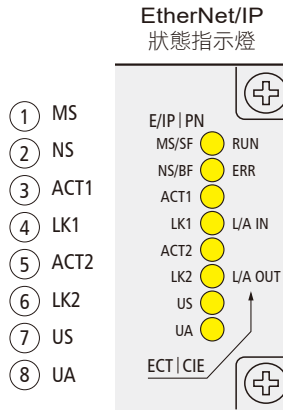 EtherNet/IP
狀態指示燈
1 MS
2 NS
3 ACT1
4 LK1
5 ACT2
6 LK2
7 US
8 UA
E/IP | PN
MS/SF RUN
NS/BF ERR
ACT1
LK1 L/A IN
ACT2
LK2 L/A OUT
US
UA
ECT | CIE